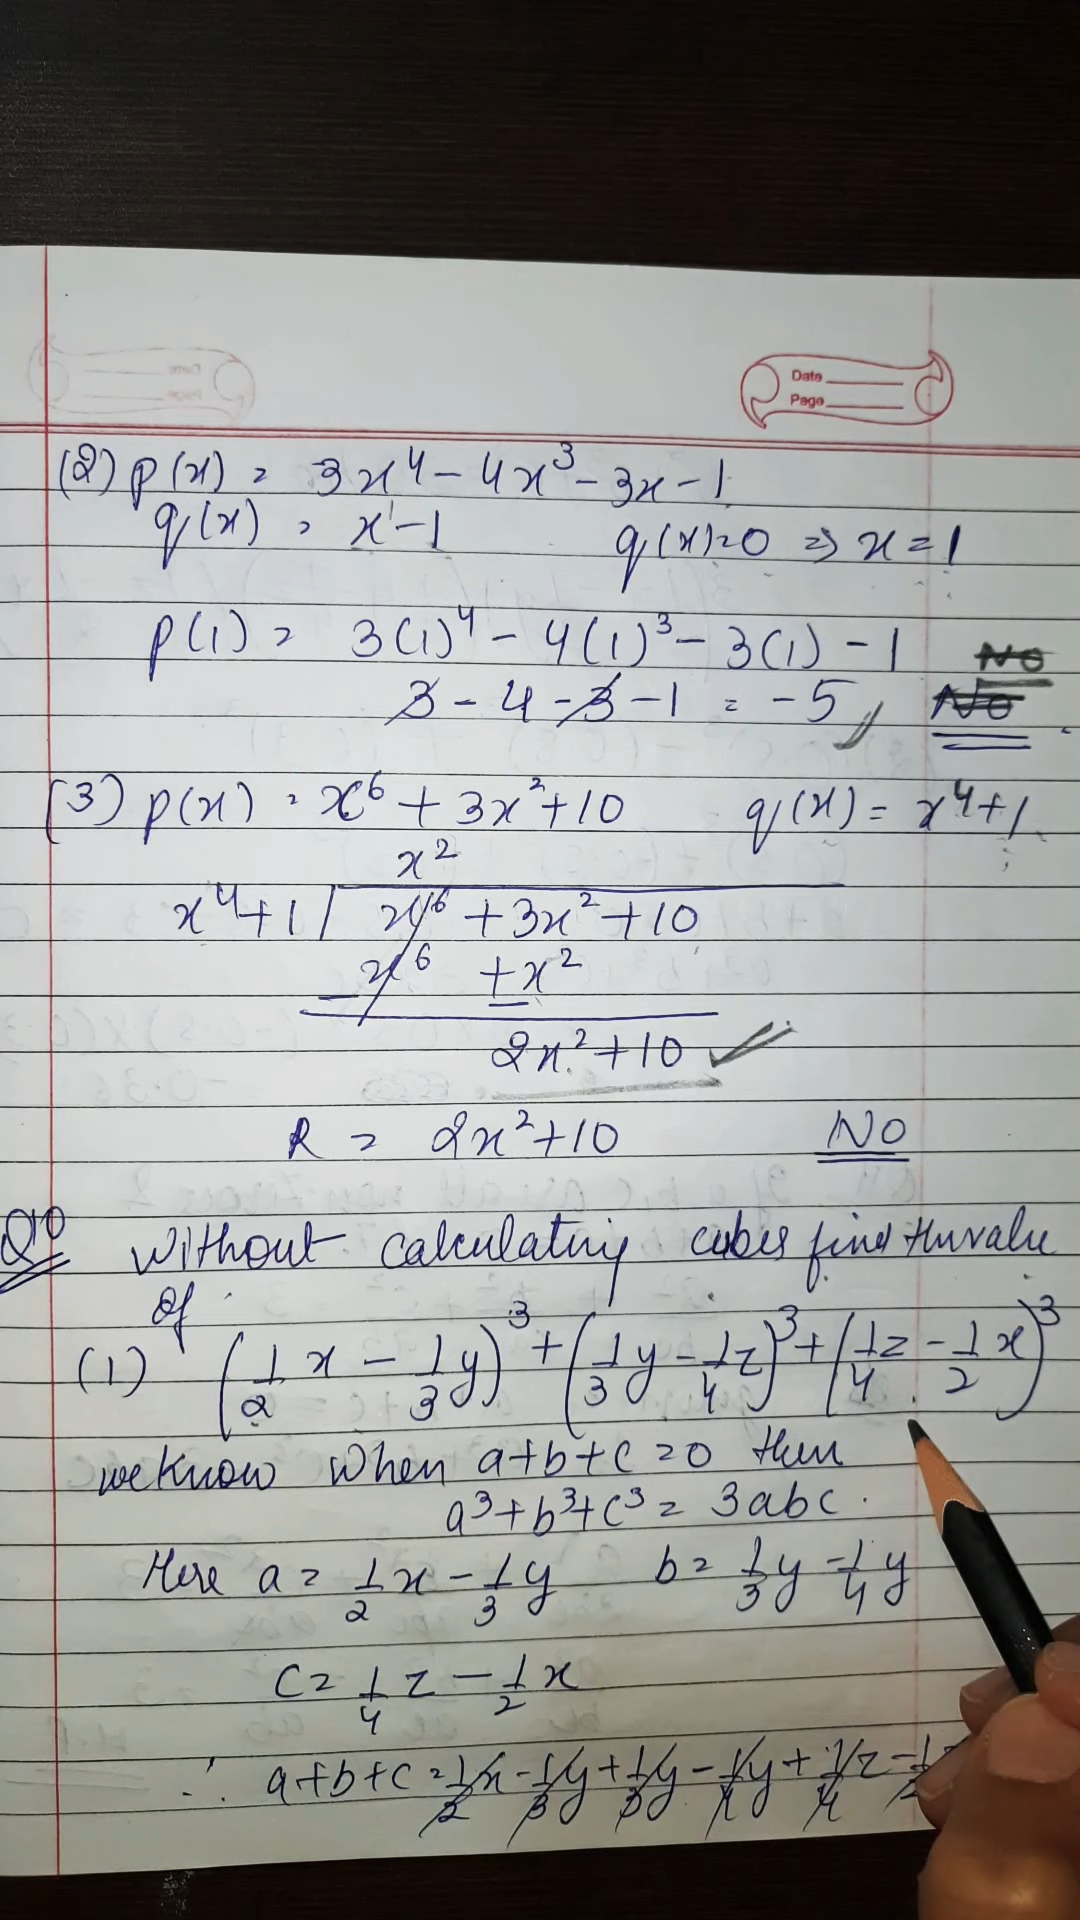 Date
Page
(2) p(x) = 3x⁴ - 4x³ - 3x - 1
q(x) = x - 1 q(x)=0 ⇒ x = 1
p(1) = 3(1)⁴ - 4(1)³ - 3(1) - 1 No
3 - 4 - 3 - 1 = -5 No
(3) p(x) = x⁶ + 3x² + 10 q(x) = x⁴ + 1
x²
x⁴+1 | x⁶ + 3x² + 10
x⁶ + x²
- -
2x² + 10
R = 2x² + 10 NO
Q10 Without calculating cubes find the value
of
(1) (1/2 x - 1/3 y)³ + (1/3 y - 1/4 z)³ + (1/4 z - 1/2 x)³
we know when a+b+c = 0 then
a³+b³+c³ = 3abc.
Here a = 1/2 x - 1/3 y b = 1/3 y - 1/4 y
c = 1/4 z - 1/2 x
∴ a+b+c = 1/2 x - 1/3 y + 1/3 y - 1/4 y + 1/4 z - 1/2